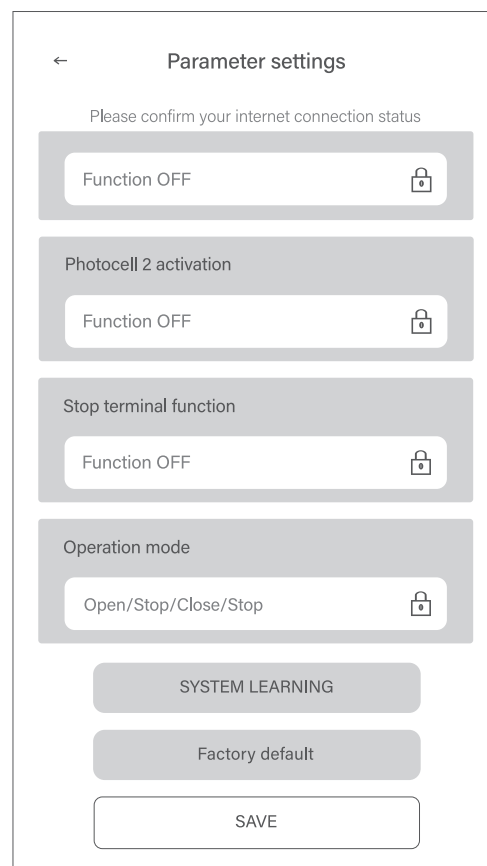 Parameter settings
Please confirm your internet connection status
Function OFF
Photocell 2 activation
Function OFF
Stop terminal function
Function OFF
Operation mode
Open/Stop/Close/Stop
SYSTEM LEARNING
Factory default
SAVE